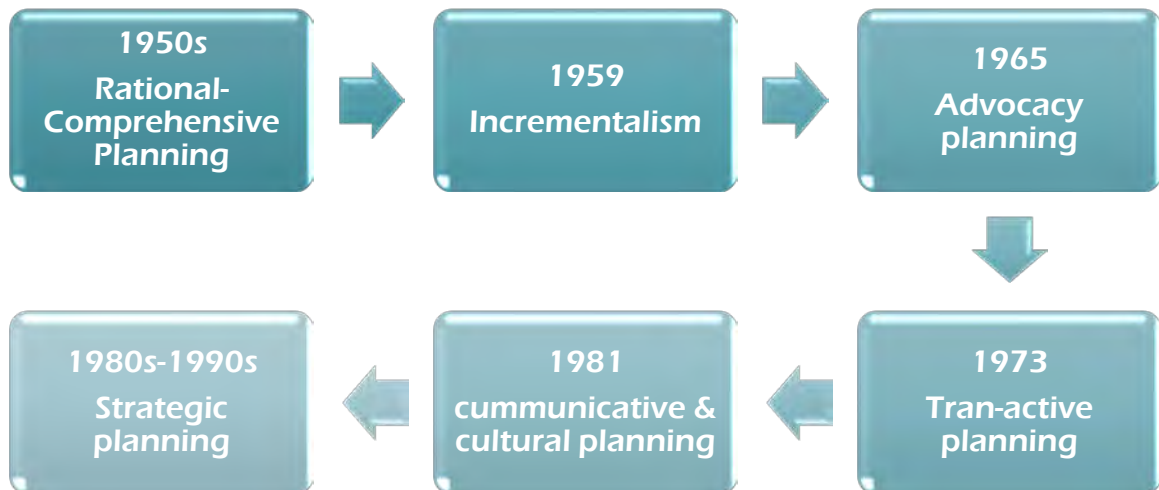 1950s
Rational-
Comprehensive
Planning
1959
Incrementalism
1965
Advocacy
planning
1973
Tran-active
planning
1981
cummunicative &
cultural planning
1980s-1990s
Strategic
planning